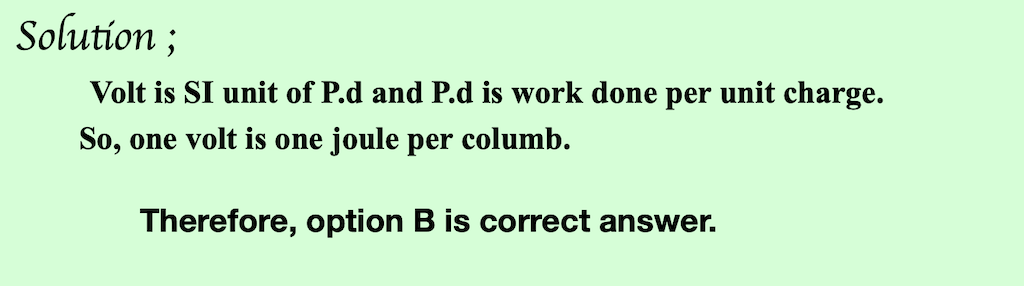 Solution ;
Volt is SI unit of P.d and P.d is work done per unit charge.
So, one volt is one joule per columb.
Therefore, option B is correct answer.